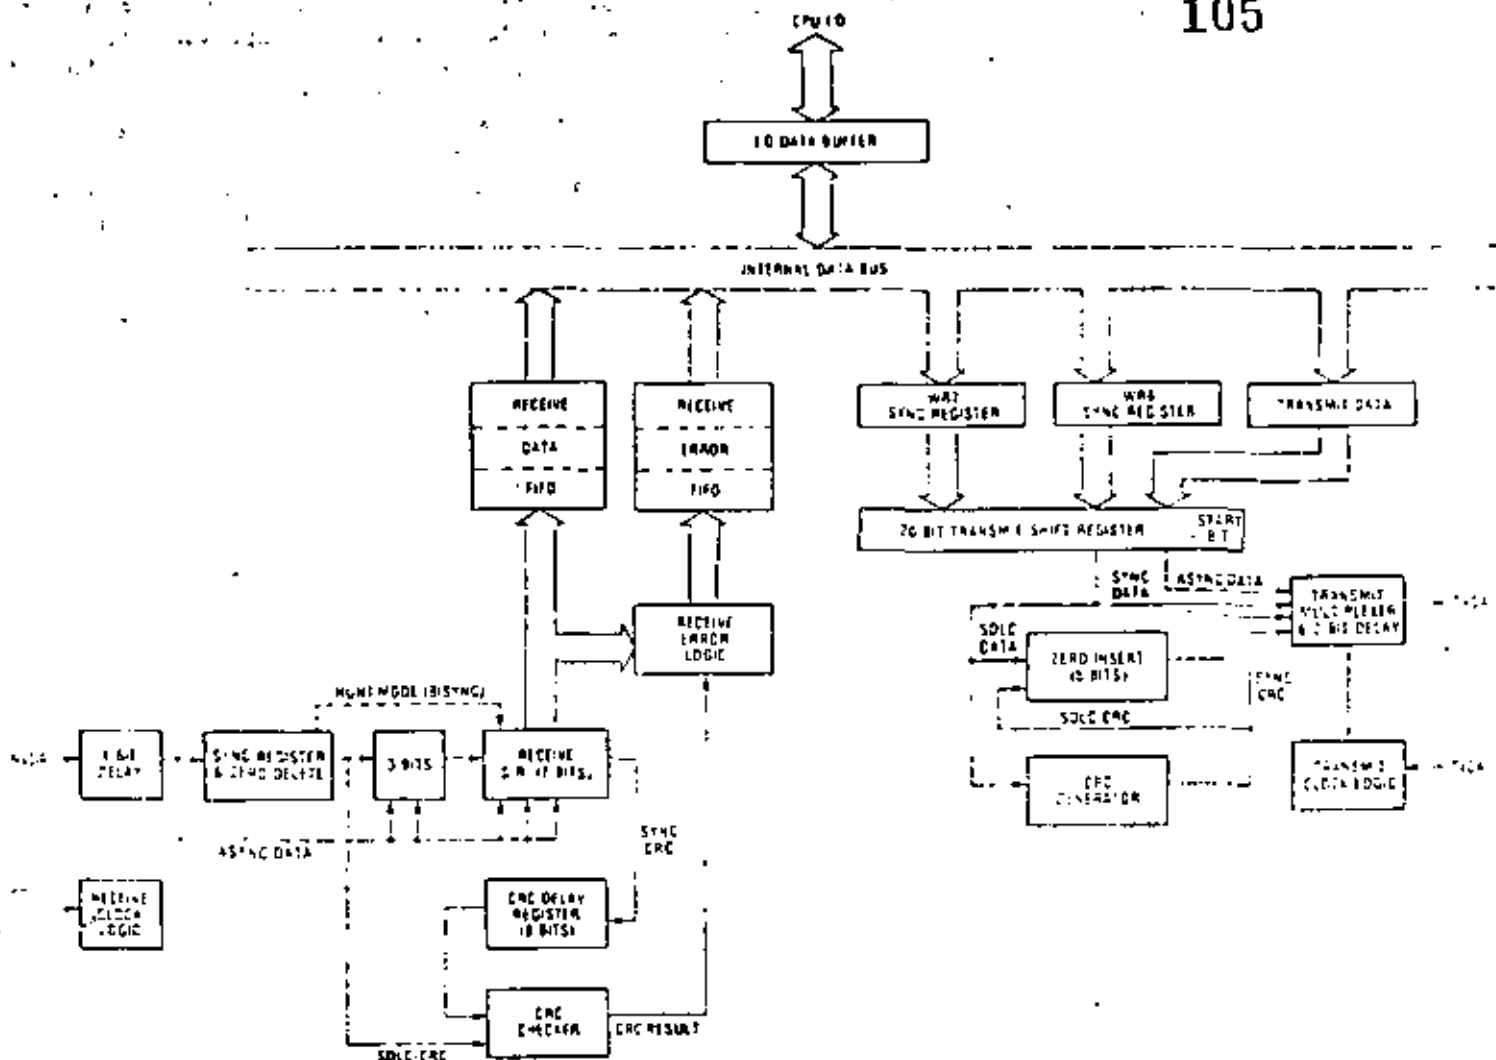 105
CPU I/O
I/O DATA BUFFER
INTERNAL DATA BUS
RECEIVE
DATA
FIFO
RECEIVE
ERROR
FIFO
WR7
SYNC REGISTER
WR6
SYNC REGISTER
TRANSMIT DATA
20 BIT TRANSMIT SHIFT REGISTER
START
BIT
SYNC
DATA
ASYNC DATA
TRANSMIT
MULTIPLEXER
& 2 BIT DELAY
TxDA
RECEIVE
ERROR
LOGIC
SDLC
DATA
ZERO INSERT
(5 BITS)
SYNC
CRC
SDLC CRC
HUNT MODE (BISYNC)
RxDA
1 BIT
DELAY
SYNC REGISTER
& ZERO DELETE
3 BITS
RECEIVE
BITS)
CRC
GENERATOR
TRANSMIT
CLOCK LOGIC
ASYNC DATA
SYNC
CRC
RECEIVE
CLOCK
LOGIC
CRC DELAY
REGISTER
(8 BITS)
CRC
CHECKER
CRC RESULT
SDLC-CRC